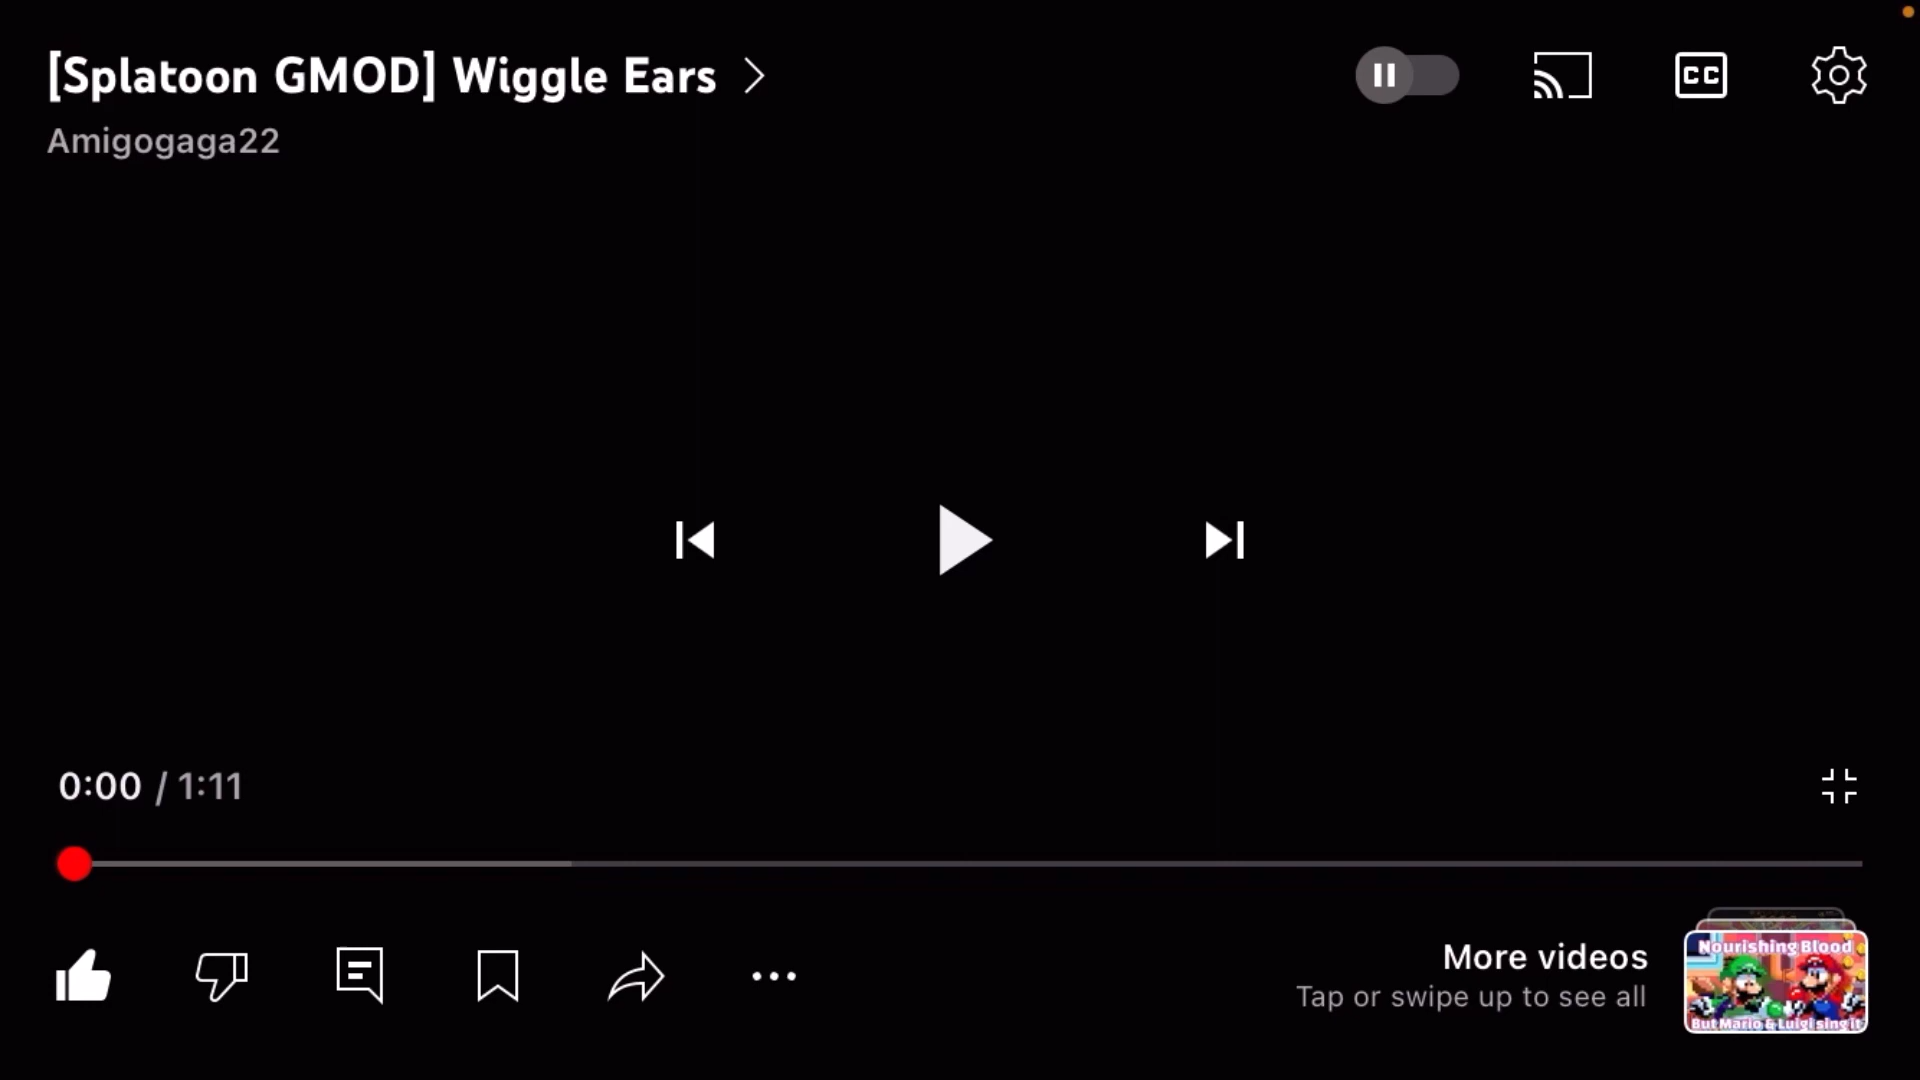 [Splatoon GMOD] Wiggle Ears
Amigogaga22
CC
0:00 / 1:11
More videos
Tap or swipe up to see all
Nourishing Blood
But Mario & Luigi sing it